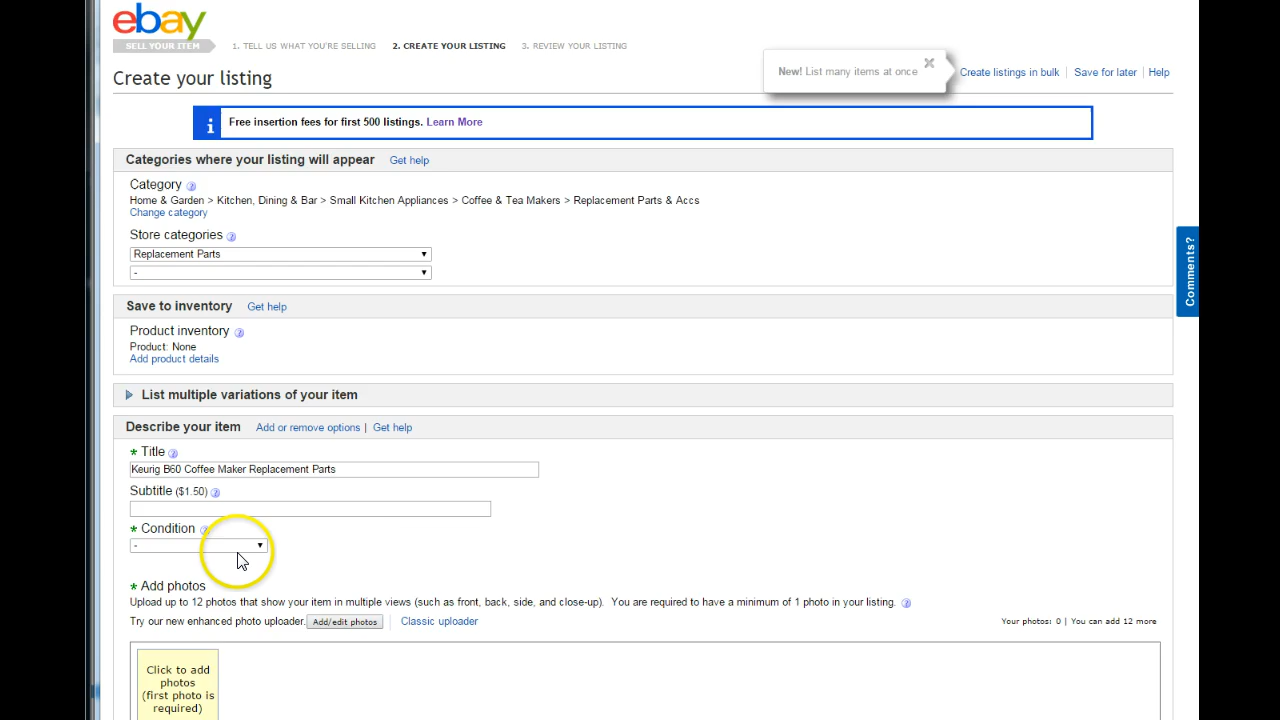 ebay
SELL YOUR ITEM 1. TELL US WHAT YOU'RE SELLING 2. CREATE YOUR LISTING 3. REVIEW YOUR LISTING
Create your listing
New! List many items at once
Create listings in bulk | Save for later | Help
Free insertion fees for first 500 listings. Learn More
Categories where your listing will appear Get help
Category
Home & Garden > Kitchen, Dining & Bar > Small Kitchen Appliances > Coffee & Tea Makers > Replacement Parts & Accs
Change category
Store categories
Replacement Parts
-
Comments?
Save to inventory Get help
Product inventory
Product: None
Add product details
List multiple variations of your item
Describe your item Add or remove options | Get help
* Title
Keurig B60 Coffee Maker Replacement Parts
Subtitle ($1.50)
* Condition
-
* Add photos
Upload up to 12 photos that show your item in multiple views (such as front, back, side, and close-up). You are required to have a minimum of 1 photo in your listing.
Try our new enhanced photo uploader. Add/edit photos Classic uploader
Your photos: 0 | You can add 12 more
Click to add
photos
(first photo is
required)